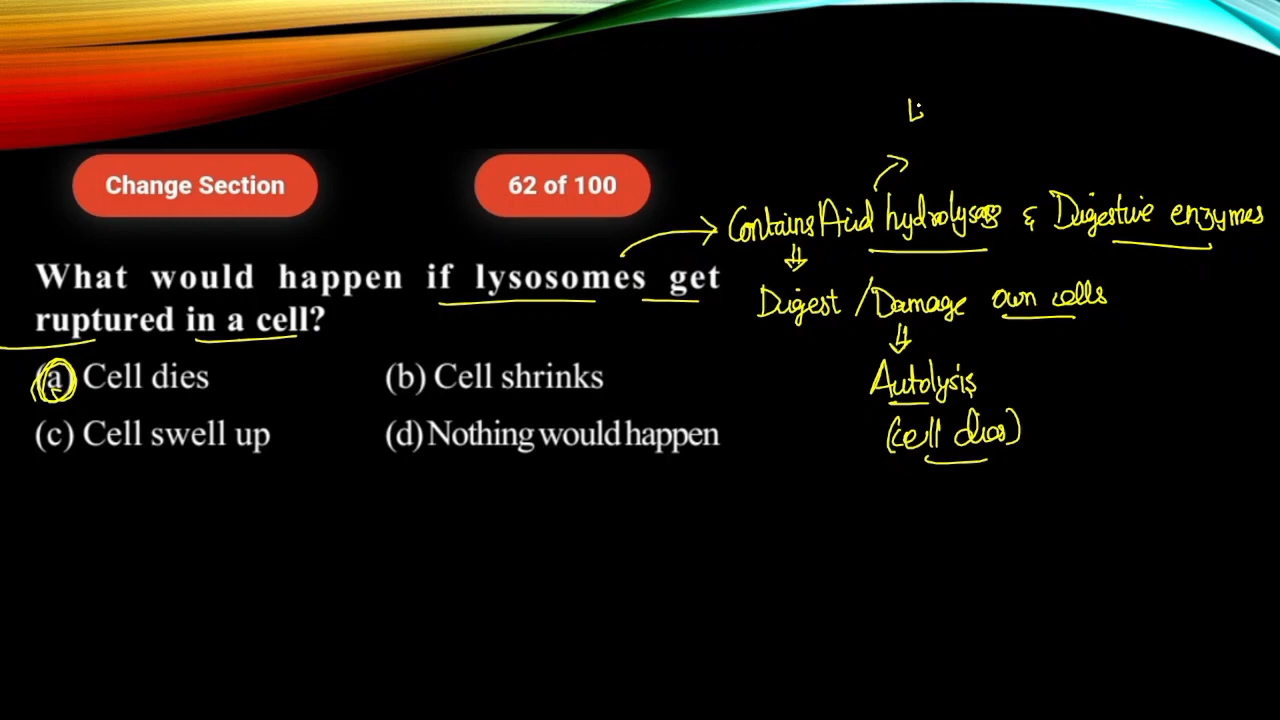 Li
Change Section
62 of 100
Contains Acid hydrolyses & Digestive enzymes
What would happen if lysosomes get
ruptured in a cell?
Digest / Damage own cells
(a) Cell dies
(b) Cell shrinks
Autolysis
(c) Cell swell up
(d) Nothing would happen
(cell dies)